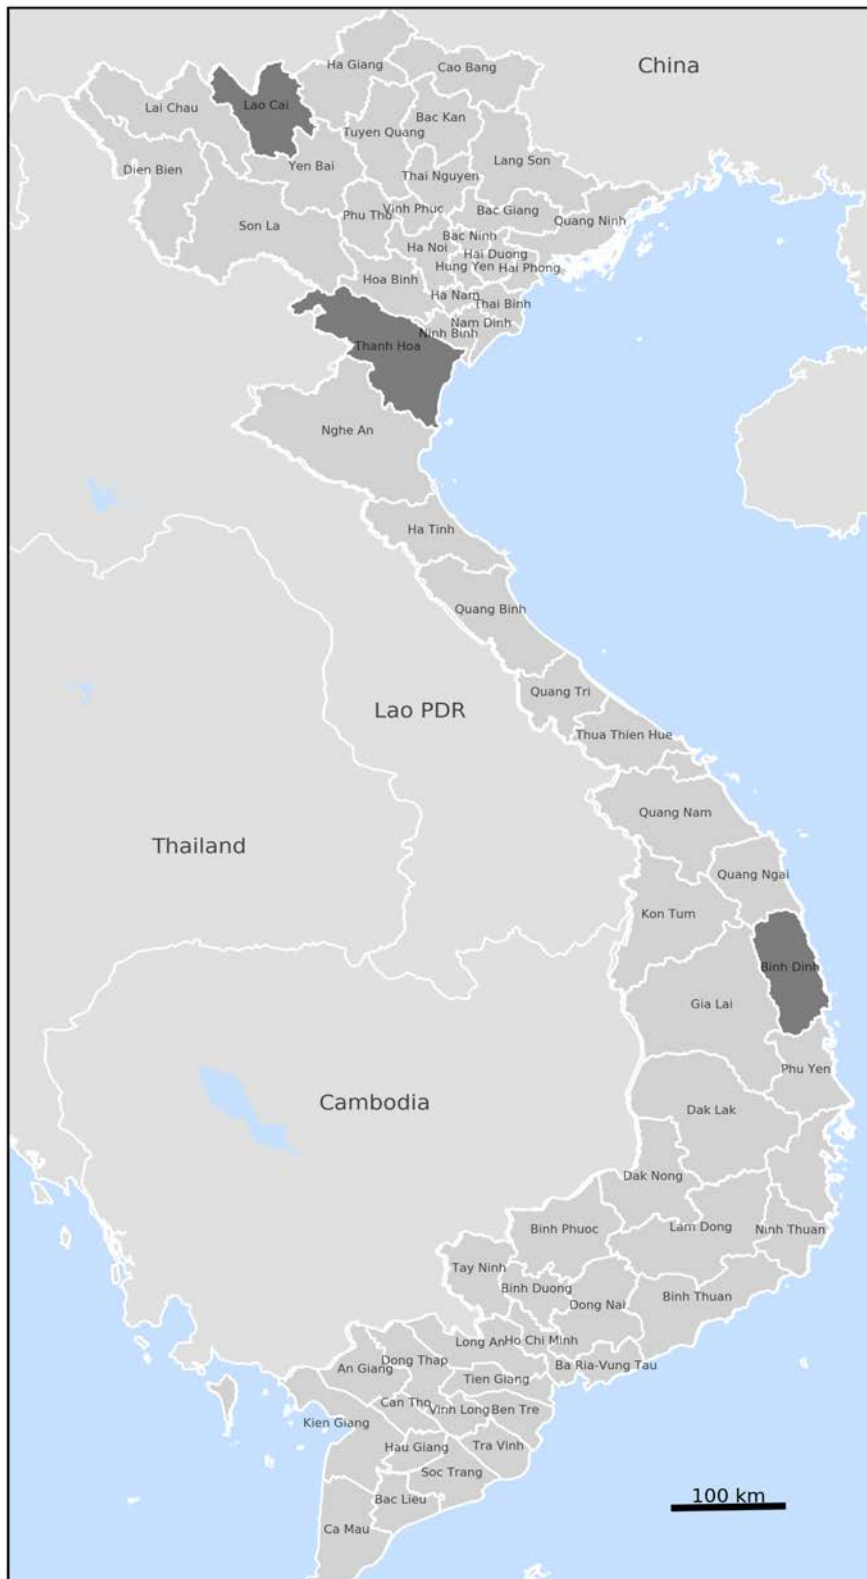 Ha Giang
Cao Bang
China
Lai Chau
Lao Cai
Bac Kan
Tuyen Quang
Lang Son
Yen Bai
Dien Bien
Thai Nguyen
Vinh Phuc
Bac Giang
Phu Tho
Quang Ninh
Son La
Bac Ninh
Ha Noi
Hai Duong
Hung Yen
Hai Phong
Hoa Binh
Ha Nam
Thai Binh
Nam Dinh
Ninh Binh
Thanh Hoa
Nghe An
Ha Tinh
Quang Binh
Quang Tri
Lao PDR
Thua Thien Hue
Quang Nam
Thailand
Quang Ngai
Kon Tum
Binh Dinh
Gia Lai
Phu Yen
Cambodia
Dak Lak
Dak Nong
Binh Phuoc
Lam Dong
Ninh Thuan
Tay Ninh
Binh Duong
Binh Thuan
Dong Nai
Long An
Ho Chi Minh
Dong Thap
Ba Ria-Vung Tau
An Giang
Tien Giang
Can Tho
Vinh Long
Ben Tre
Kien Giang
Hau Giang
Tra Vinh
Soc Trang
Bac Lieu
100 km
Ca Mau